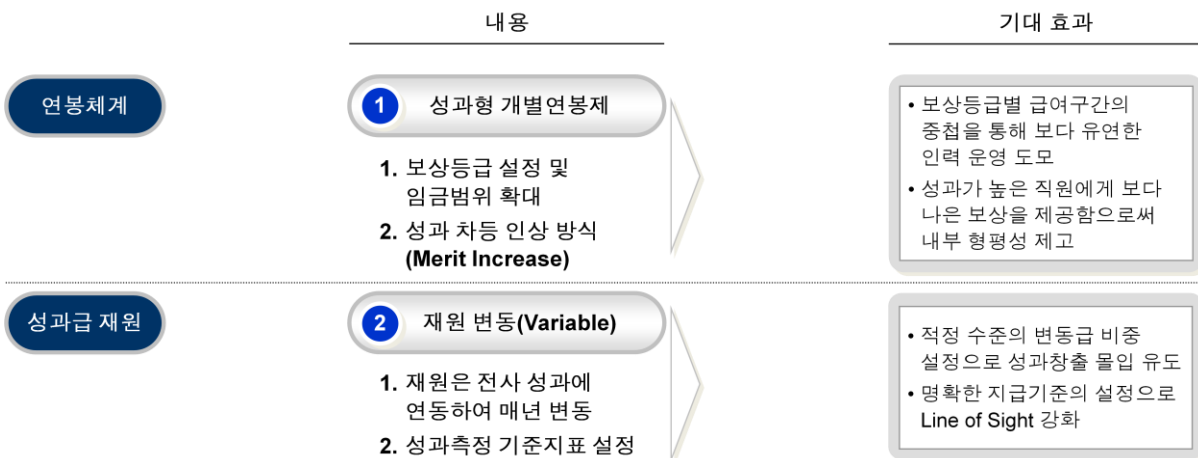 내용
기대 효과
연봉체계
1 성과형 개별연봉제
1. 보상등급 설정 및
임금범위 확대
2. 성과 차등 인상 방식
(Merit Increase)
• 보상등급별 급여구간의
중첩을 통해 보다 유연한
인력 운영 도모
• 성과가 높은 직원에게 보다
나은 보상을 제공함으로써
내부 형평성 제고
성과급 재원
2 재원 변동(Variable)
1. 재원은 전사 성과에
연동하여 매년 변동
2. 성과측정 기준지표 설정
• 적정 수준의 변동급 비중
설정으로 성과창출 몰입 유도
• 명확한 지급기준의 설정으로
Line of Sight 강화